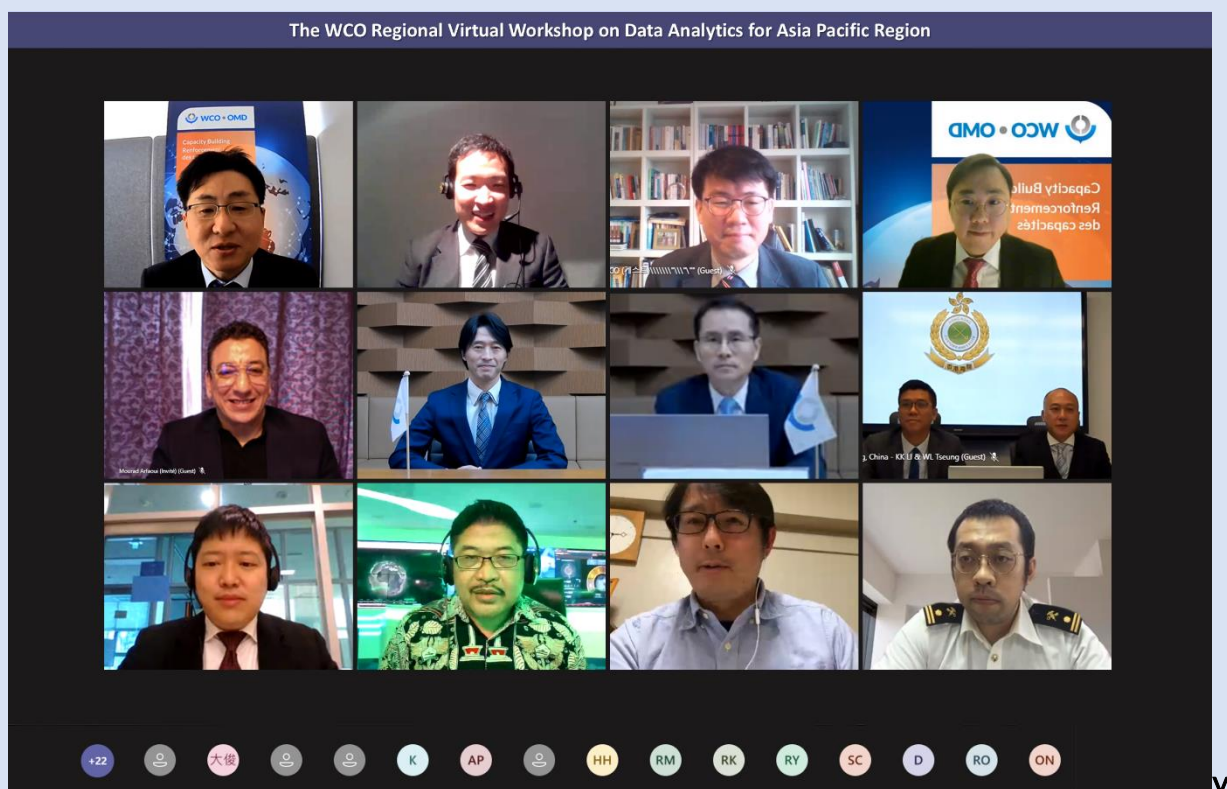 The WCO Regional Virtual Workshop on Data Analytics for Asia Pacific Region
WCO • OMD
Capacity Building
Renforcement
(Guest)
WCO • OMD
Capacity Build
Renforcement
des capacités
Mourad Arfaoui (Invité) (Guest)
, China - KK LI & WL Tseung (Guest)
+22 大俊 K AP HH RM RK RY SC D RO ON